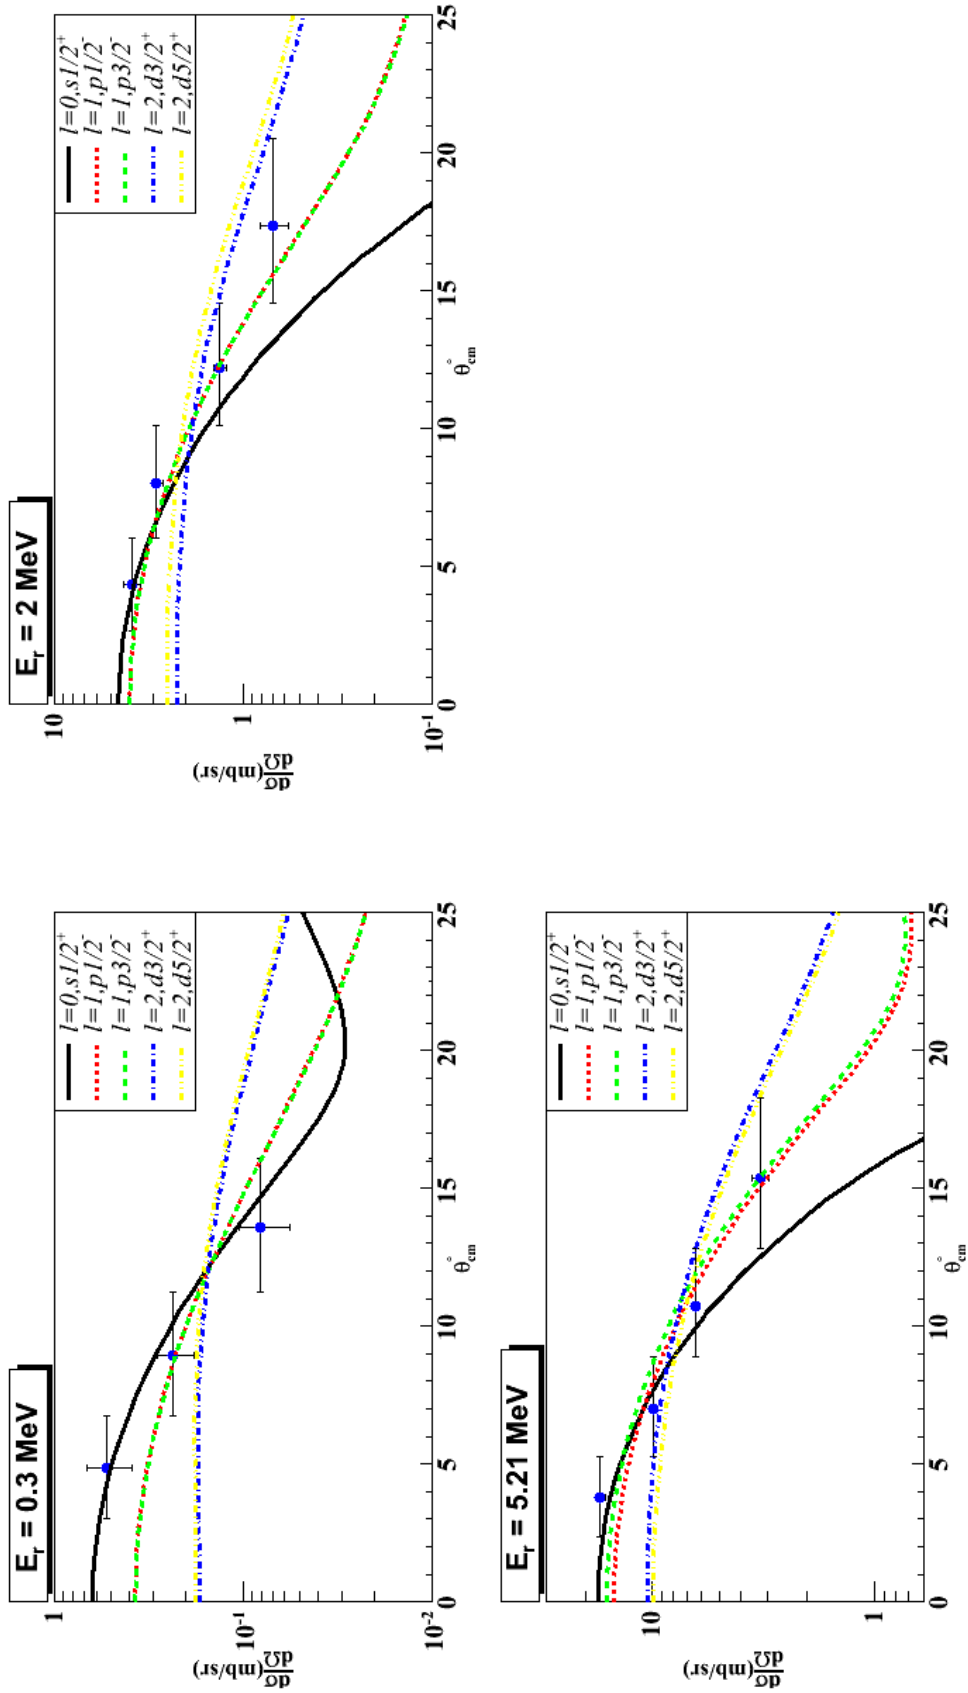 E_r = 0.3 MeV
dσ/dΩ (mb/sr)
1
10^-1
10^-2
l=0,s1/2^+
l=1,p1/2^-
l=1,p3/2^-
l=2,d3/2^+
l=2,d5/2^+
0 5 10 15 20 25
θ°_cm
E_r = 2 MeV
dσ/dΩ (mb/sr)
10
1
10^-1
l=0,s1/2^+
l=1,p1/2^-
l=1,p3/2^-
l=2,d3/2^+
l=2,d5/2^+
0 5 10 15 20 25
θ°_cm
E_r = 5.21 MeV
dσ/dΩ (mb/sr)
10
1
l=0,s1/2^+
l=1,p1/2^-
l=1,p3/2^-
l=2,d3/2^+
l=2,d5/2^+
0 5 10 15 20 25
θ°_cm